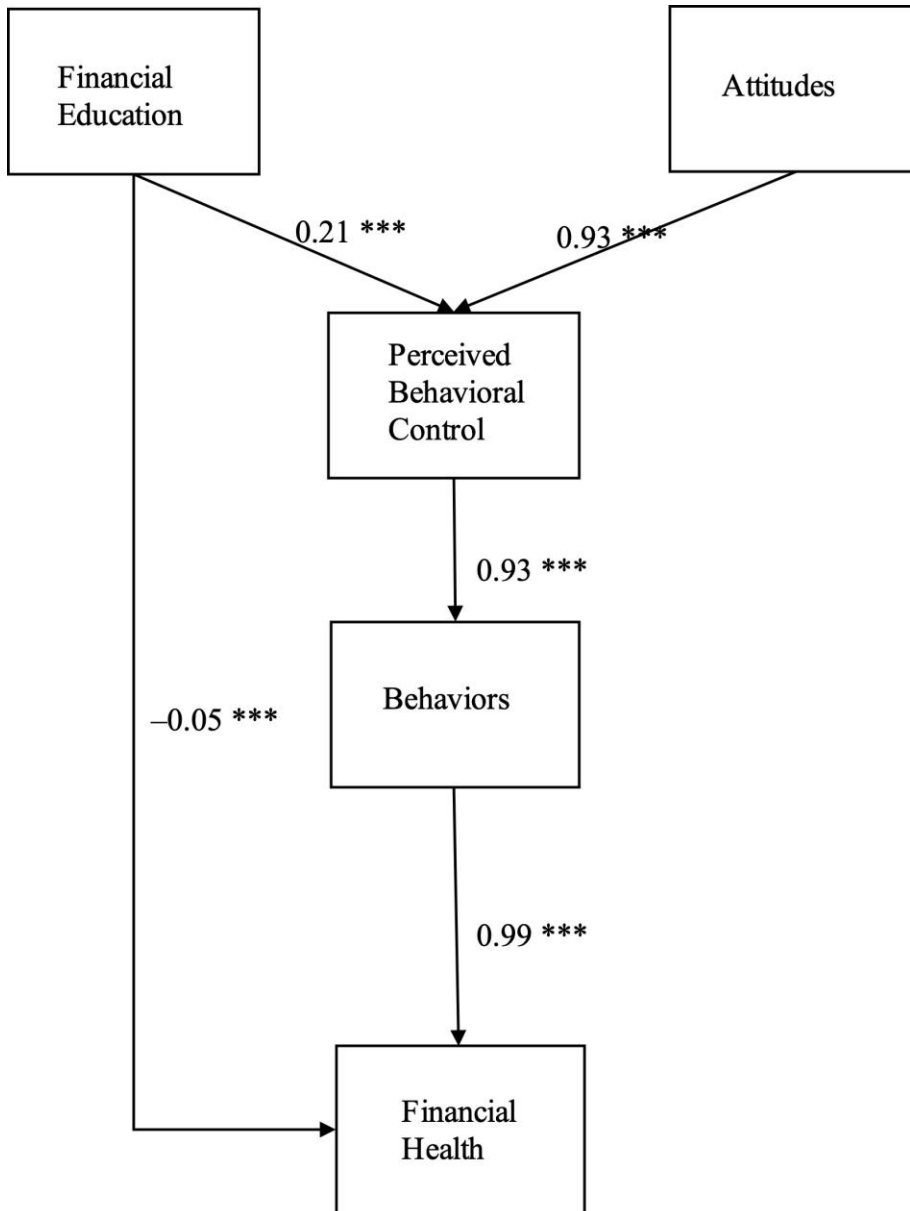 Financial
Education
Attitudes
0.21 ***
0.93 ***
Perceived
Behavioral
Control
0.93 ***
Behaviors
–0.05 ***
0.99 ***
Financial
Health